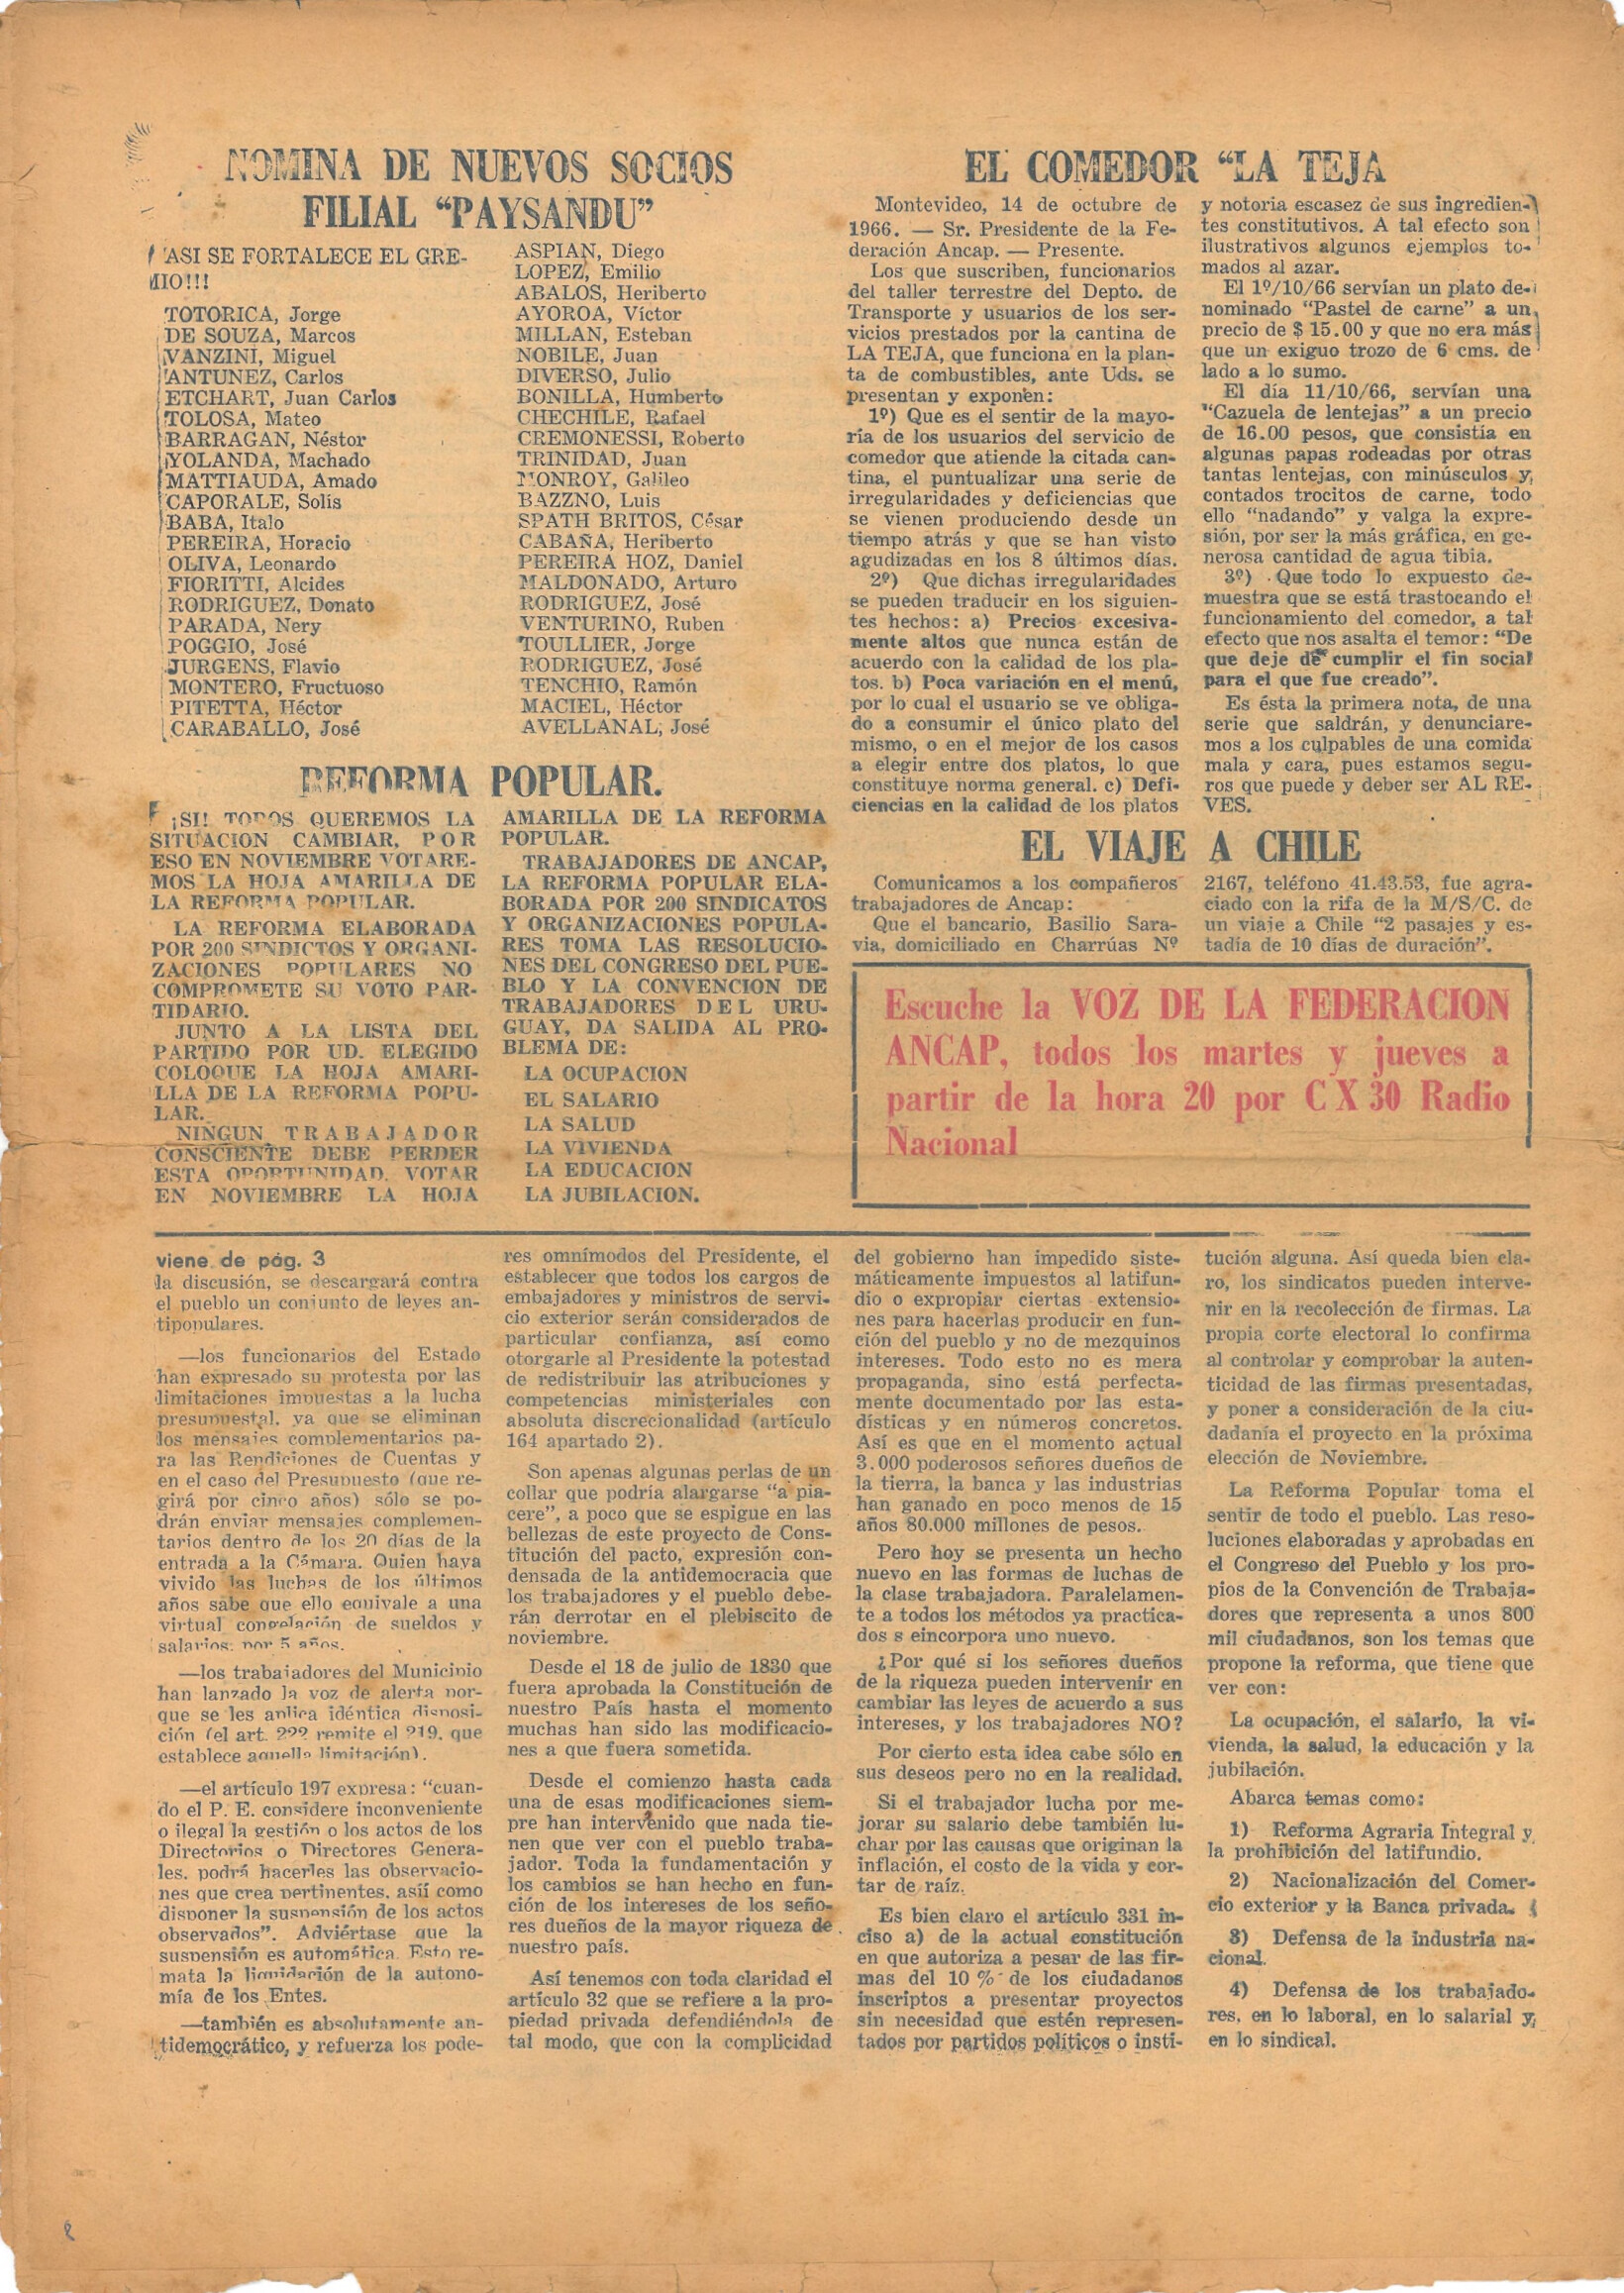 NOMINA DE NUEVOS SOCIOS
FILIAL “PAYSANDU”
¡ASI SE FORTALECE EL GRE-
MIO!!!
TOTORICA, Jorge
DE SOUZA, Marcos
VANZINI, Miguel
ANTUNEZ, Carlos
ETCHART, Juan Carlos
TOLOSA, Mateo
BARRAGAN, Néstor
YOLANDA, Machado
MATTIAUDA, Amado
CAPORALE, Solís
BABA, Italo
PEREIRA, Horacio
OLIVA, Leonardo
FIORITTI, Alcides
RODRIGUEZ, Donato
PARADA, Nery
POGGIO, José
JURGENS, Flavio
MONTERO, Fructuoso
PITETTA, Héctor
CARABALLO, José
ASPIAN, Diego
LOPEZ, Emilio
ABALOS, Heriberto
AYOROA, Víctor
MILLAN, Esteban
NOBILE, Juan
DIVERSO, Julio
BONILLA, Humberto
CHECHILE, Rafael
CREMONESSI, Roberto
TRINIDAD, Juan
MONROY, Galileo
BAZZNO, Luis
SPATH BRITOS, César
CABAÑA, Heriberto
PEREIRA HOZ, Daniel
MALDONADO, Arturo
RODRIGUEZ, José
VENTURINO, Ruben
TOULLIER, Jorge
RODRIGUEZ, José
TENCHIO, Ramón
MACIEL, Héctor
AVELLANAL, José
REFORMA POPULAR.
¡SI! TODOS QUEREMOS LA
SITUACION CAMBIAR, POR
ESO EN NOVIEMBRE VOTARE-
MOS LA HOJA AMARILLA DE
LA REFORMA POPULAR.
LA REFORMA ELABORADA
POR 200 SINDICTOS Y ORGANI-
ZACIONES POPULARES NO
COMPROMETE SU VOTO PAR-
TIDARIO.
JUNTO A LA LISTA DEL
PARTIDO POR UD. ELEGIDO
COLOQUE LA HOJA AMARI-
LLA DE LA REFORMA POPU-
LAR.
NINGUN TRABAJADOR
CONSCIENTE DEBE PERDER
ESTA OPORTUNIDAD. VOTAR
EN NOVIEMBRE LA HOJA
AMARILLA DE LA REFORMA
POPULAR.
TRABAJADORES DE ANCAP,
LA REFORMA POPULAR ELA-
BORADA POR 200 SINDICATOS
Y ORGANIZACIONES POPULA-
RES TOMA LAS RESOLUCIO-
NES DEL CONGRESO DEL PUE-
BLO Y LA CONVENCION DE
TRABAJADORES DEL URU-
GUAY, DA SALIDA AL PRO-
BLEMA DE:
LA OCUPACION
EL SALARIO
LA SALUD
LA VIVIENDA
LA EDUCACION
LA JUBILACION.
EL COMEDOR “LA TEJA
Montevideo, 14 de octubre de
1966. — Sr. Presidente de la Fe-
deración Ancap. — Presente.
Los que suscriben, funcionarios
del taller terrestre del Depto. de
Transporte y usuarios de los ser-
vicios prestados por la cantina de
LA TEJA, que funciona en la plan-
ta de combustibles, ante Uds. se
presentan y exponen:
1º) Que es el sentir de la mayo-
ría de los usuarios del servicio de
comedor que atiende la citada can-
tina, el puntualizar una serie de
irregularidades y deficiencias que
se vienen produciendo desde un
tiempo atrás y que se han visto
agudizadas en los 8 últimos días.
2º) Que dichas irregularidades
se pueden traducir en los siguien-
tes hechos: a) Precios excesiva-
mente altos que nunca están de
acuerdo con la calidad de los pla-
tos. b) Poca variación en el menú,
por lo cual el usuario se ve obliga-
do a consumir el único plato del
mismo, o en el mejor de los casos
a elegir entre dos platos, lo que
constituye norma general. c) Defi-
ciencias en la calidad de los platos
y notoria escasez de sus ingredien-
tes constitutivos. A tal efecto son
ilustrativos algunos ejemplos to-
mados al azar.
El 1º/10/66 servían un plato de-
nominado “Pastel de carne” a un
precio de $ 15.00 y que no era más
que un exiguo trozo de 6 cms. de
lado a lo sumo.
El día 11/10/66, servían una
“Cazuela de lentejas” a un precio
de 16.00 pesos, que consistía en
algunas papas rodeadas por otras
tantas lentejas, con minúsculos y
contados trocitos de carne, todo
ello “nadando” y valga la expre-
sión, por ser la más gráfica, en ge-
nerosa cantidad de agua tibia.
3º) Que todo lo expuesto de-
muestra que se está trastocando el
funcionamiento del comedor, a tal
efecto que nos asalta el temor: “De
que deje de cumplir el fin social
para el que fue creado”.
Es ésta la primera nota, de una
serie que saldrán, y denunciare-
mos a los culpables de una comida
mala y cara, pues estamos segu-
ros que puede y deber ser AL RE-
VES.
EL VIAJE A CHILE
Comunicamos a los compañeros
trabajadores de Ancap:
Que el bancario, Basilio Sara-
via, domiciliado en Charrúas Nº
2167, teléfono 41.43.53, fue agra-
ciado con la rifa de la M/S/C. de
un viaje a Chile “2 pasajes y es-
tadía de 10 días de duración”.
Escuche la VOZ DE LA FEDERACION
ANCAP, todos los martes y jueves a
partir de la hora 20 por C X 30 Radio
Nacional
viene de pág. 3
la discusión, se descargará contra
el pueblo un conjunto de leyes an-
tipopulares.
—los funcionarios del Estado
han expresado su protesta por las
limitaciones impuestas a la lucha
presupuestal, ya que se eliminan
los mensajes complementarios pa-
ra las Rendiciones de Cuentas y
en el caso del Presupuesto (que re-
girá por cinco años) sólo se po-
drán enviar mensajes complemen-
tarios dentro de los 20 días de la
entrada a la Cámara. Quien haya
vivido las luchas de los últimos
años sabe que ello equivale a una
virtual congelación de sueldos y
salarios: por 5 años.
—los trabajadores del Municipio
han lanzado la voz de alerta por-
que se les aplica idéntica disposi-
ción (el art. 222 remite el 219, que
establece aquella limitación).
—el artículo 197 expresa: “cuan-
do el P. E. considere inconveniente
o ilegal la gestión o los actos de los
Directorios o Directores Genera-
les, podrá hacerles las observacio-
nes que crea pertinentes, asií como
disponer la suspensión de los actos
observados”. Adviértase que la
suspensión es automática. Esto re-
mata la liquidación de la autono-
mía de los Entes.
—también es absolutamente an-
tidemocrático, y refuerza los pode-
res omnímodos del Presidente, el
establecer que todos los cargos de
embajadores y ministros de servi-
cio exterior serán considerados de
particular confianza, así como
otorgarle al Presidente la potestad
de redistribuir las atribuciones y
competencias ministeriales con
absoluta discrecionalidad (artículo
164 apartado 2).
Son apenas algunas perlas de un
collar que podría alargarse “a pia-
cere”, a poco que se espigue en las
bellezas de este proyecto de Cons-
titución del pacto, expresión con-
densada de la antidemocracia que
los trabajadores y el pueblo debe-
rán derrotar en el plebiscito de
noviembre.
Desde el 18 de julio de 1830 que
fuera aprobada la Constitución de
nuestro País hasta el momento
muchas han sido las modificacio-
nes a que fuera sometida.
Desde el comienzo hasta cada
una de esas modificaciones siem-
pre han intervenido que nada tie-
nen que ver con el pueblo traba-
jador. Toda la fundamentación y
los cambios se han hecho en fun-
ción de los intereses de los seño-
res dueños de la mayor riqueza de
nuestro país.
Así tenemos con toda claridad el
artículo 32 que se refiere a la pro-
piedad privada defendiéndola de
tal modo, que con la complicidad
del gobierno han impedido siste-
máticamente impuestos al latifun-
dio o expropiar ciertas extensio-
nes para hacerlas producir en fun-
ción del pueblo y no de mezquinos
intereses. Todo esto no es mera
propaganda, sino está perfecta-
mente documentado por las esta-
dísticas y en números concretos.
Así es que en el momento actual
3.000 poderosos señores dueños de
la tierra, la banca y las industrias
han ganado en poco menos de 15
años 80.000 millones de pesos.
Pero hoy se presenta un hecho
nuevo en las formas de luchas de
la clase trabajadora. Paralelamen-
te a todos los métodos ya practica-
dos s eincorpora uno nuevo.
¿Por qué si los señores dueños
de la riqueza pueden intervenir en
cambiar las leyes de acuerdo a sus
intereses, y los trabajadores NO?
Por cierto esta idea cabe sólo en
sus deseos pero no en la realidad.
Si el trabajador lucha por me-
jorar su salario debe también lu-
char por las causas que originan la
inflación, el costo de la vida y cor-
tar de raíz.
Es bien claro el artículo 331 in-
ciso a) de la actual constitución
en que autoriza a pesar de las fir-
mas del 10 % de los ciudadanos
inscriptos a presentar proyectos
sin necesidad que estén represen-
tados por partidos políticos o insti-
tución alguna. Así queda bien cla-
ro, los sindicatos pueden interve-
nir en la recolección de firmas. La
propia corte electoral lo confirma
al controlar y comprobar la auten-
ticidad de las firmas presentadas,
y poner a consideración de la ciu-
dadanía el proyecto en la próxima
elección de Noviembre.
La Reforma Popular toma el
sentir de todo el pueblo. Las reso-
luciones elaboradas y aprobadas en
el Congreso del Pueblo y los pro-
pios de la Convención de Trabaja-
dores que representa a unos 800
mil ciudadanos, son los temas que
propone la reforma, que tiene que
ver con:
La ocupación, el salario, la vi-
vienda, la salud, la educación y la
jubilación.
Abarca temas como:
1) Reforma Agraria Integral y
la prohibición del latifundio.
2) Nacionalización del Comer-
cio exterior y la Banca privada.
3) Defensa de la industria na-
cional.
4) Defensa de los trabajado-
res, en lo laboral, en lo salarial y
en lo sindical.
8